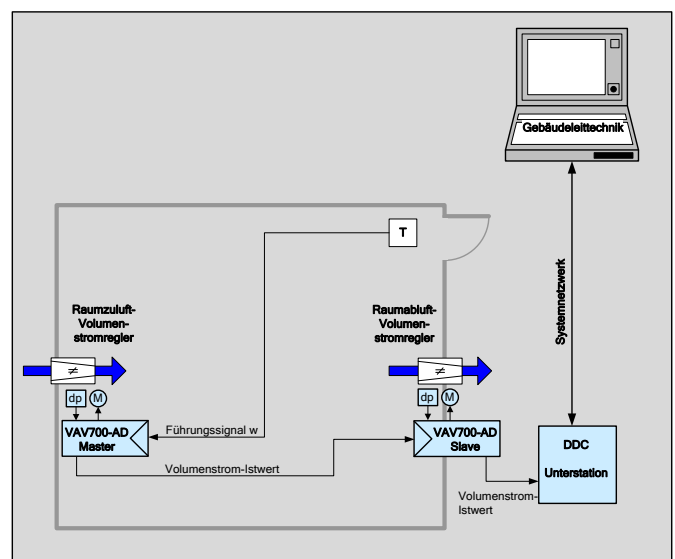 Gebäudeleittechnik
T
Systemnetzwerk
Raumzuluft-
Volumen-
stromregler
Raumabluft-
Volumen-
stromregler
≠
≠
dp
M
dp
M
VAV700-AD
Master
Führungssignal w
VAV700-AD
Slave
DDC
Unterstation
Volumenstrom-Istwert
Volumenstrom-
Istwert